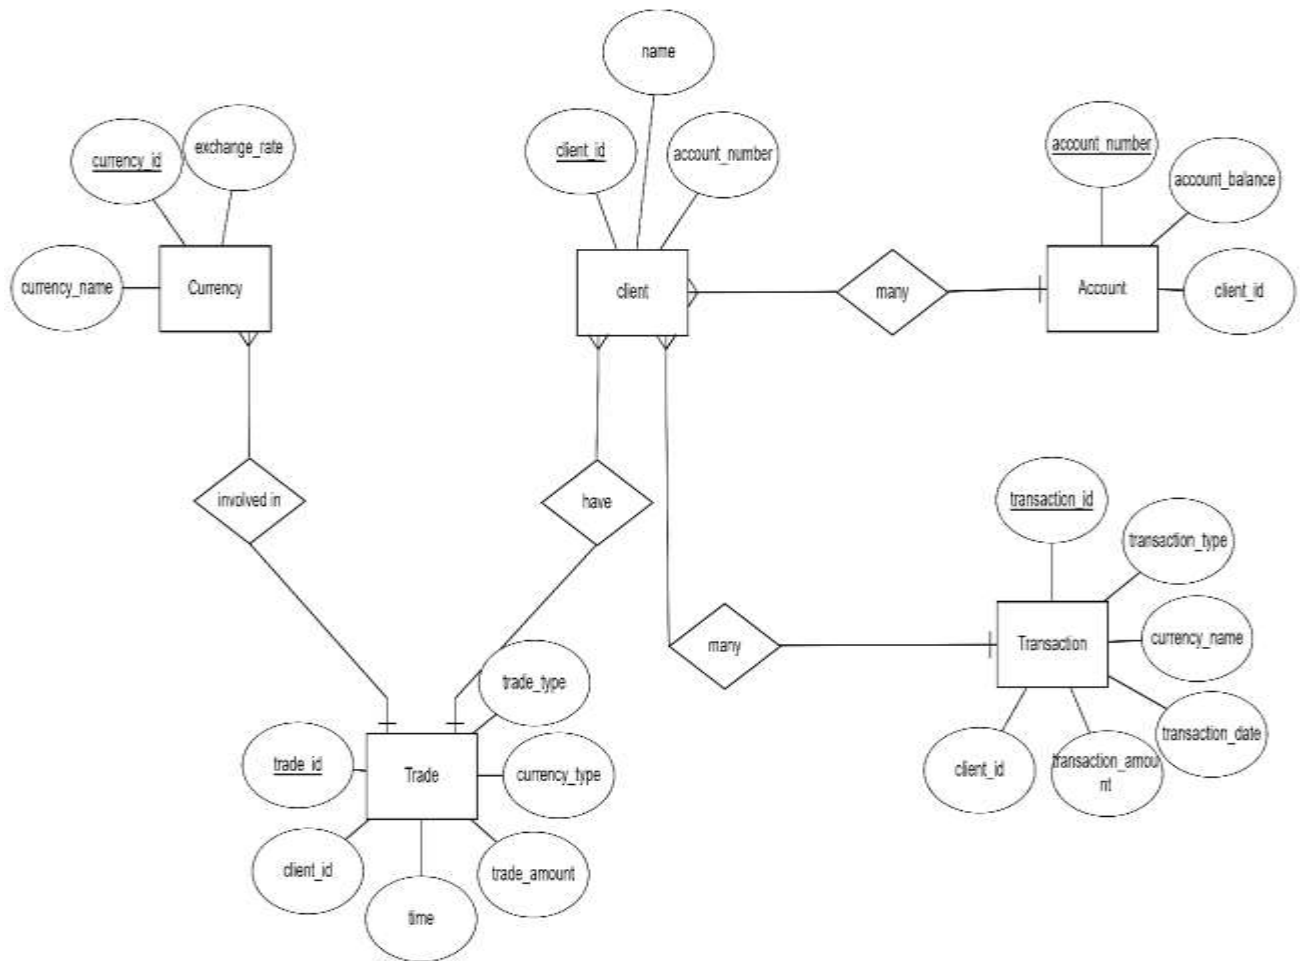 name
currency_id
exchange_rate
client_id
account_number
account_number
account_balance
currency_name
Currency
client
many
Account
client_id
involved in
have
transaction_id
transaction_type
many
Transaction
currency_name
trade_type
transaction_date
trade_id
Trade
currency_type
client_id
transaction_amou
nt
client_id
trade_amount
time